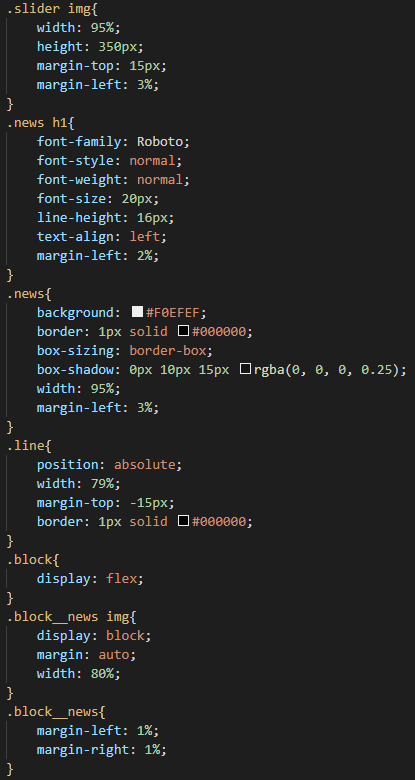 .slider img{
    width: 95%;
    height: 350px;
    margin-top: 15px;
    margin-left: 3%;
}
.news h1{
    font-family: Roboto;
    font-style: normal;
    font-weight: normal;
    font-size: 20px;
    line-height: 16px;
    text-align: left;
    margin-left: 2%;
}
.news{
    background: #F0EFEF;
    border: 1px solid #000000;
    box-sizing: border-box;
    box-shadow: 0px 10px 15px rgba(0, 0, 0, 0.25);
    width: 95%;
    margin-left: 3%;
}
.line{
    position: absolute;
    width: 79%;
    margin-top: -15px;
    border: 1px solid #000000;
}
.block{
    display: flex;
}
.block__news img{
    display: block;
    margin: auto;
    width: 80%;
}
.block__news{
    margin-left: 1%;
    margin-right: 1%;
}